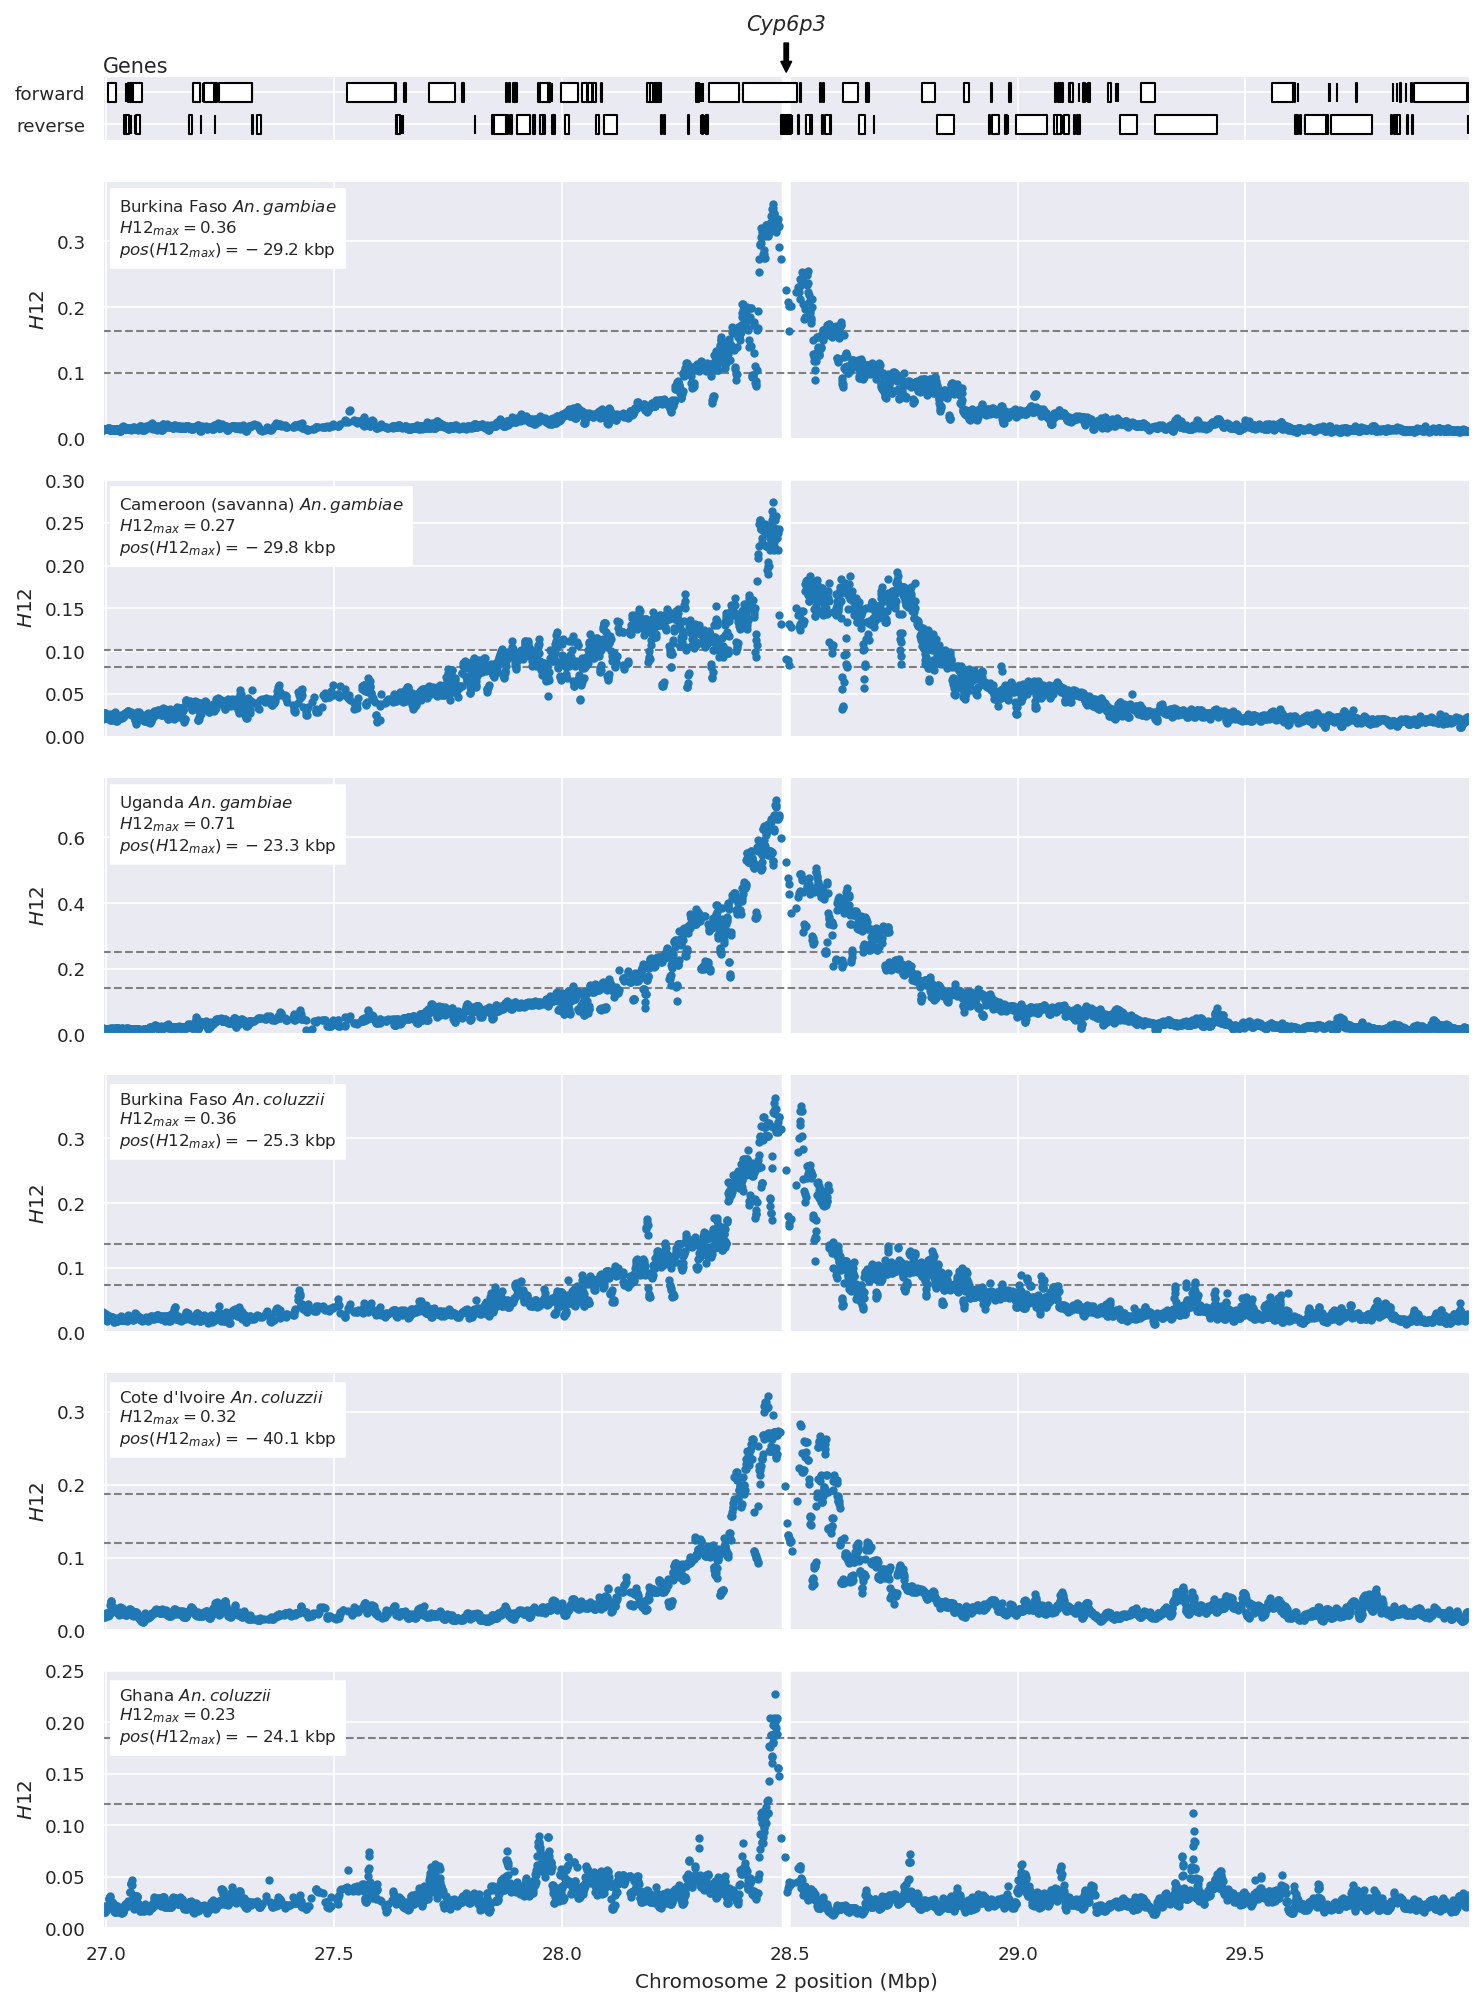 Cyp6p3
Genes
forward
reverse
Burkina Faso An. gambiae
H12max = 0.36
pos(H12max) = − 29.2 kbp
H12
0.3
0.2
0.1
0.0
Cameroon (savanna) An. gambiae
H12max = 0.27
pos(H12max) = − 29.8 kbp
H12
0.30
0.25
0.20
0.15
0.10
0.05
0.00
Uganda An. gambiae
H12max = 0.71
pos(H12max) = − 23.3 kbp
H12
0.6
0.4
0.2
0.0
Burkina Faso An. coluzzii
H12max = 0.36
pos(H12max) = − 25.3 kbp
H12
0.3
0.2
0.1
0.0
Cote d'Ivoire An. coluzzii
H12max = 0.32
pos(H12max) = − 40.1 kbp
H12
0.3
0.2
0.1
0.0
Ghana An. coluzzii
H12max = 0.23
pos(H12max) = − 24.1 kbp
H12
0.25
0.20
0.15
0.10
0.05
0.00
27.0 27.5 28.0 28.5 29.0 29.5
Chromosome 2 position (Mbp)